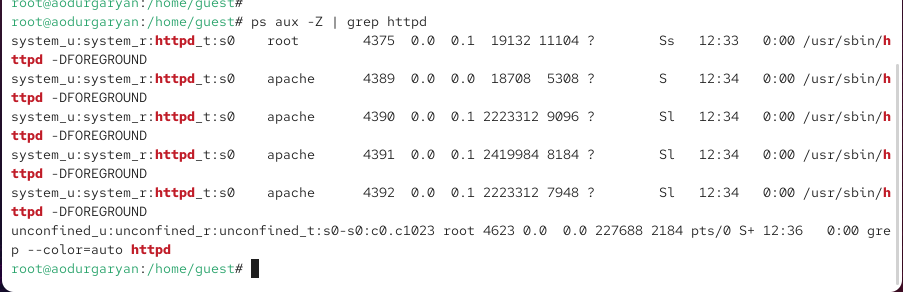 root@aodurgaryan:/home/guest#
root@aodurgaryan:/home/guest# ps aux -Z | grep httpd
system_u:system_r:httpd_t:s0    root        4375  0.0  0.1  19132 11104 ?        Ss   12:33   0:00 /usr/sbin/h
ttpd -DFOREGROUND
system_u:system_r:httpd_t:s0    apache      4389  0.0  0.0  18708  5308 ?        S    12:34   0:00 /usr/sbin/h
ttpd -DFOREGROUND
system_u:system_r:httpd_t:s0    apache      4390  0.0  0.1 2223312 9096 ?        Sl   12:34   0:00 /usr/sbin/h
ttpd -DFOREGROUND
system_u:system_r:httpd_t:s0    apache      4391  0.0  0.1 2419984 8184 ?        Sl   12:34   0:00 /usr/sbin/h
ttpd -DFOREGROUND
system_u:system_r:httpd_t:s0    apache      4392  0.0  0.1 2223312 7948 ?        Sl   12:34   0:00 /usr/sbin/h
ttpd -DFOREGROUND
unconfined_u:unconfined_r:unconfined_t:s0-s0:c0.c1023 root 4623 0.0  0.0 227688 2184 pts/0 S+ 12:36   0:00 gre
p --color=auto httpd
root@aodurgaryan:/home/guest#